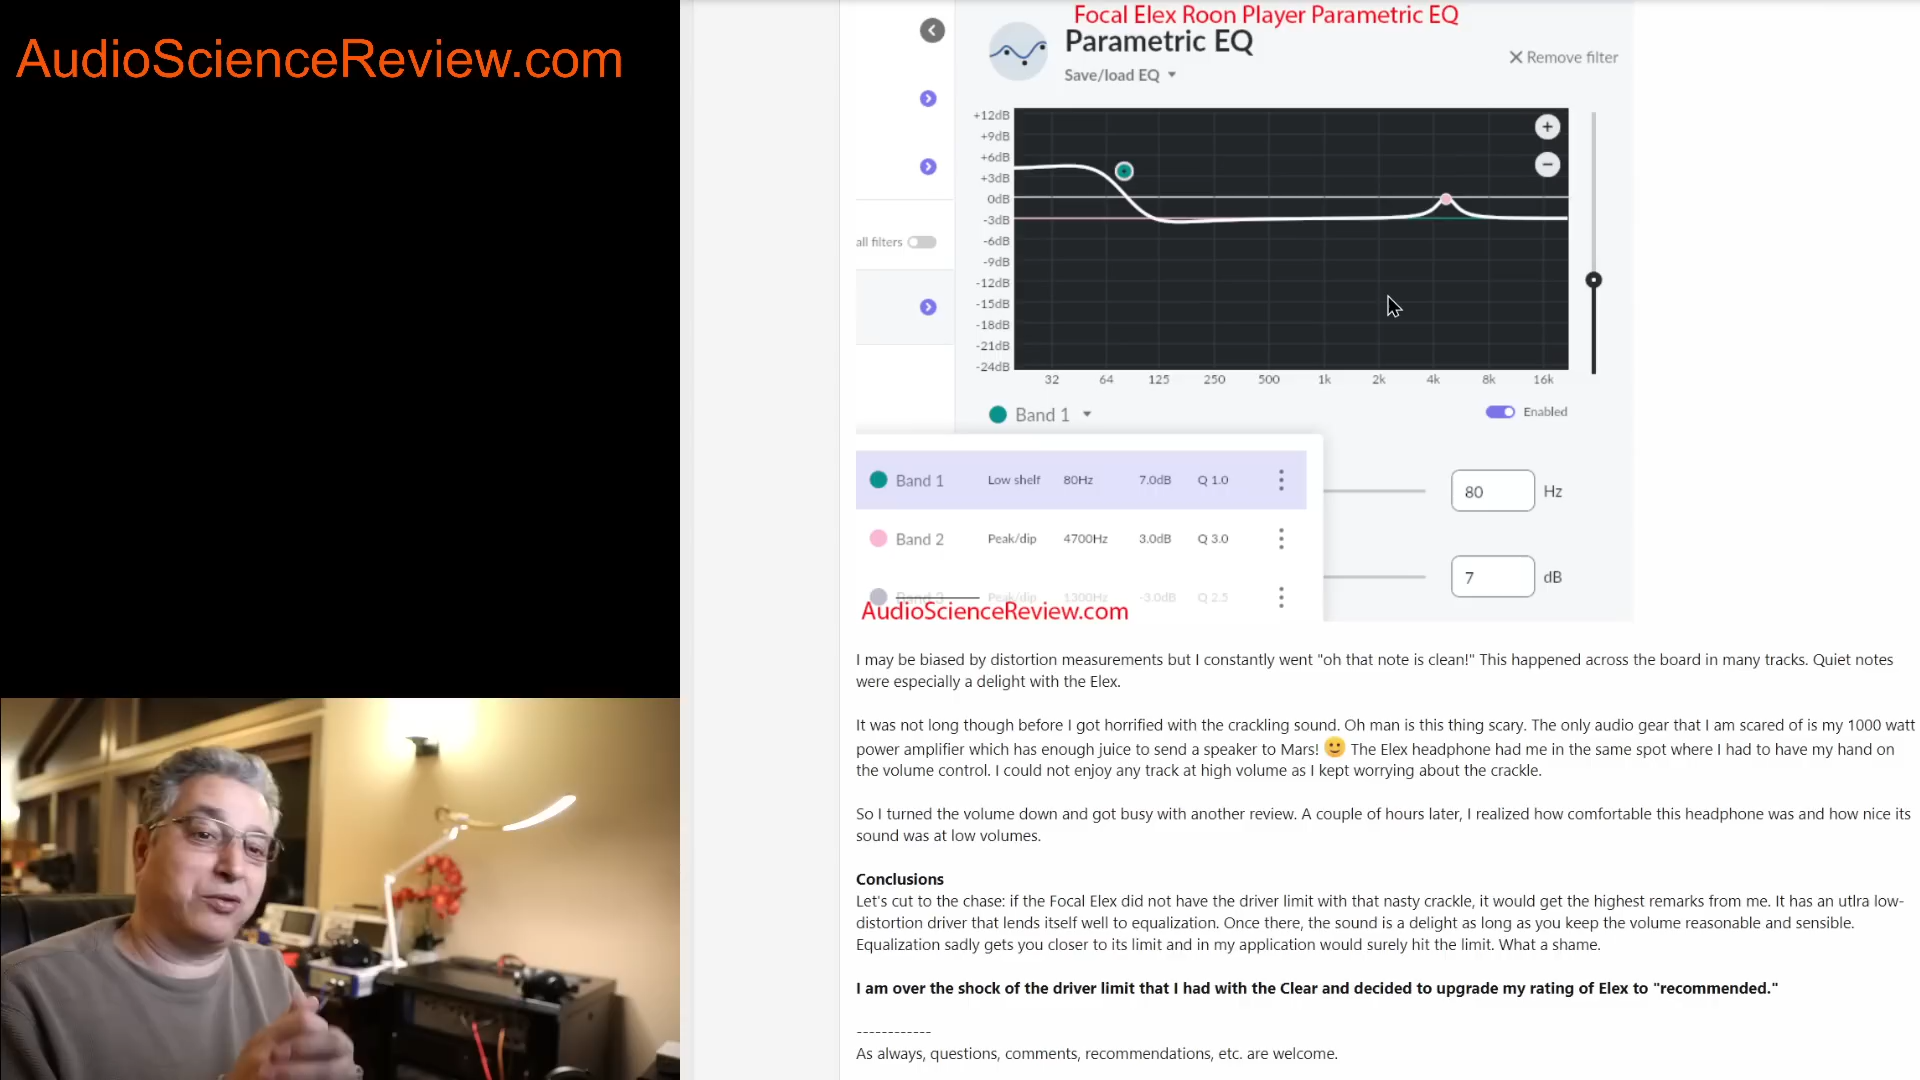 AudioScienceReview.com
Focal Elex Roon Player Parametric EQ
Parametric EQ
Save/load EQ
Remove filter
+12dB
+9dB
+6dB
+3dB
0dB
-3dB
-6dB
-9dB
-12dB
-15dB
-18dB
-21dB
-24dB
32 64 125 250 500 1k 2k 4k 8k 16k
all filters
Band 1
Enabled
Band 1 Low shelf 80Hz 7.0dB Q 1.0
80 Hz
Band 2 Peak/dip 4700Hz 3.0dB Q 3.0
7 dB
Band 3 Peak/dip 1300Hz -3.0dB Q 2.5
AudioScienceReview.com
I may be biased by distortion measurements but I constantly went "oh that note is clean!" This happened across the board in many tracks. Quiet notes
were especially a delight with the Elex.
It was not long though before I got horrified with the crackling sound. Oh man is this thing scary. The only audio gear that I am scared of is my 1000 watt
power amplifier which has enough juice to send a speaker to Mars! 🙂 The Elex headphone had me in the same spot where I had to have my hand on
the volume control. I could not enjoy any track at high volume as I kept worrying about the crackle.
So I turned the volume down and got busy with another review. A couple of hours later, I realized how comfortable this headphone was and how nice its
sound was at low volumes.
Conclusions
Let's cut to the chase: if the Focal Elex did not have the driver limit with that nasty crackle, it would get the highest remarks from me. It has an utlra low-
distortion driver that lends itself well to equalization. Once there, the sound is a delight as long as you keep the volume reasonable and sensible.
Equalization sadly gets you closer to its limit and in my application would surely hit the limit. What a shame.
I am over the shock of the driver limit that I had with the Clear and decided to upgrade my rating of Elex to "recommended."
------------
As always, questions, comments, recommendations, etc. are welcome.